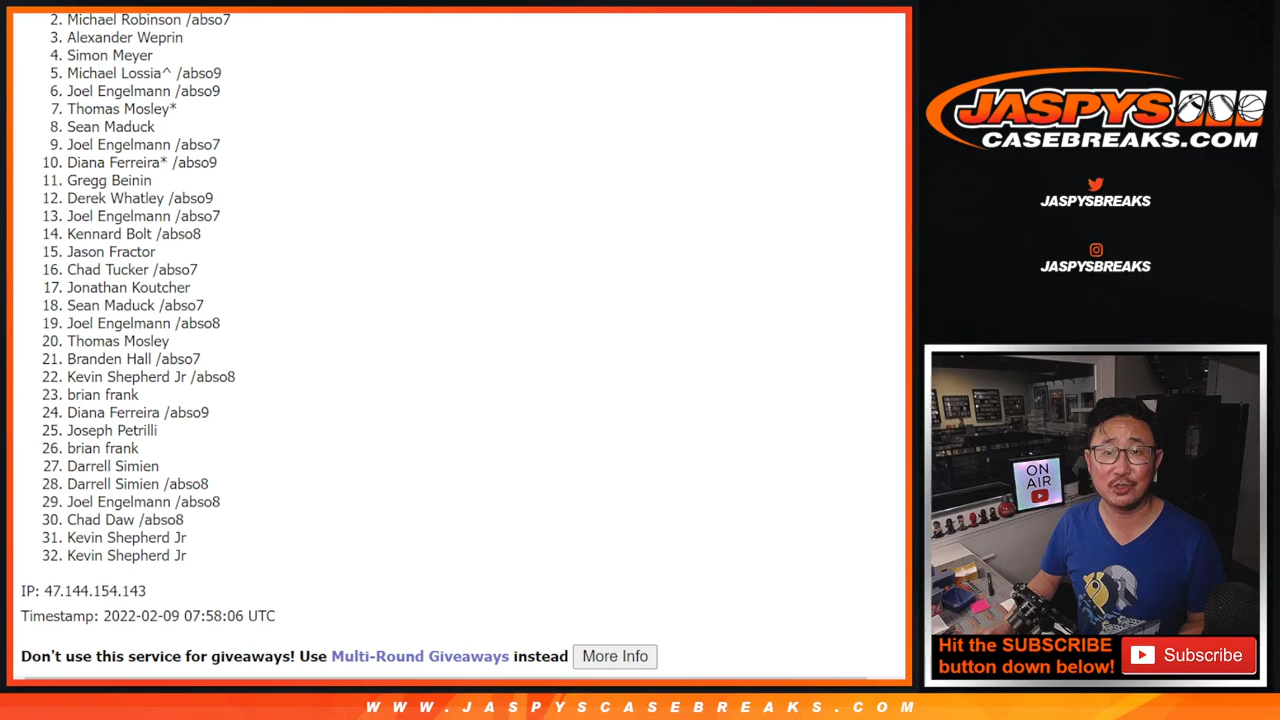 2. Michael Robinson /abso7
3. Alexander Weprin
4. Simon Meyer
5. Michael Lossia^ /abso9
6. Joel Engelmann /abso9
7. Thomas Mosley*
8. Sean Maduck
9. Joel Engelmann /abso7
10. Diana Ferreira* /abso9
11. Gregg Beinin
12. Derek Whatley /abso9
13. Joel Engelmann /abso7
14. Kennard Bolt /abso8
15. Jason Fractor
16. Chad Tucker /abso7
17. Jonathan Koutcher
18. Sean Maduck /abso7
19. Joel Engelmann /abso8
20. Thomas Mosley
21. Branden Hall /abso7
22. Kevin Shepherd Jr /abso8
23. brian frank
24. Diana Ferreira /abso9
25. Joseph Petrilli
26. brian frank
27. Darrell Simien
28. Darrell Simien /abso8
29. Joel Engelmann /abso8
30. Chad Daw /abso8
31. Kevin Shepherd Jr
32. Kevin Shepherd Jr
IP: 47.144.154.143
Timestamp: 2022-02-09 07:58:06 UTC
Don't use this service for giveaways! Use Multi-Round Giveaways instead More Info
JASPYS
CASEBREAKS.COM
JASPYSBREAKS
JASPYSBREAKS
ON
AIR
Hit the SUBSCRIBE
button down below!
Subscribe
WWW.JASPYSCASEBREAKS.COM